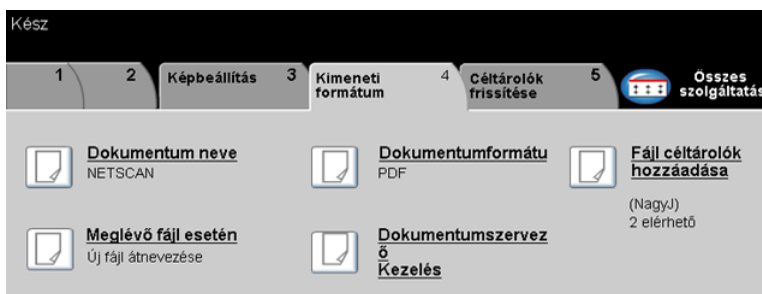 Kész
1
2
Képbeállítás 3
Kimeneti 4
formátum
Céltárolók 5
frissítése
Összes
szolgáltatás
Dokumentum neve
NETSCAN
Dokumentumformátu
PDF
Fájl céltárolók
hozzáadása
(NagyJ)
2 elérhető
Meglévő fájl esetén
Új fájl átnevezése
Dokumentumszervez
ő
Kezelés